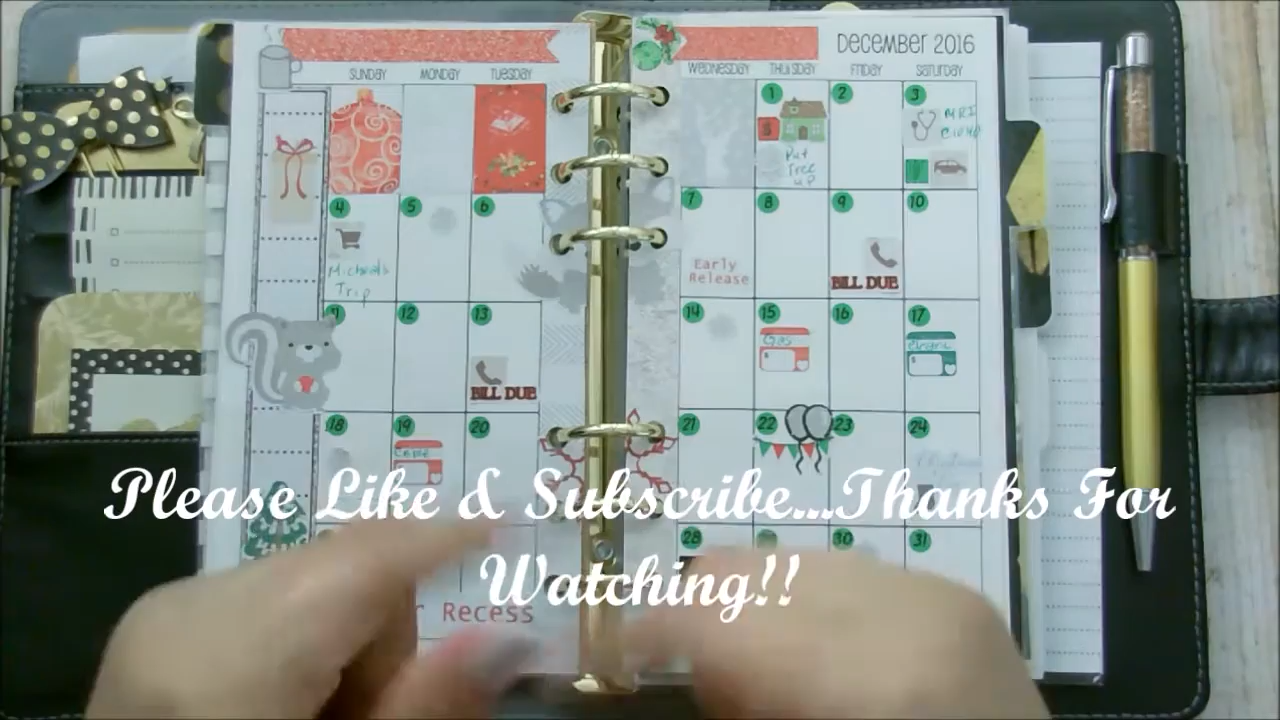 DECEMBER 2016
SUNDAY MONDAY TUESDAY WEDNESDAY THURSDAY FRIDAY SATURDAY
1 2 3
Put
Tree
up
MRI
4 5 6 7 8 9 10
Michaels
Trip
Early
Release
BILL DUE
12 13 14 15 16 17
BILL DUE
Gas
18 19 20 21 22 23 24
28 30 31
Please Like & Subscribe...Thanks For
Watching!!
r Recess